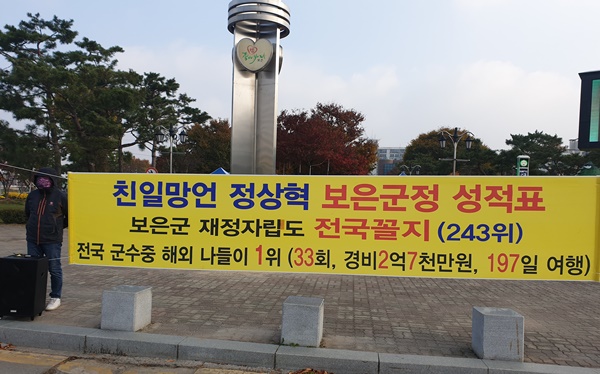 친일망언 정상혁 보은군정 성적표
보은군 재정자립도 전국꼴지 (243위)
전국 군수중 해외 나들이 1위 (33회, 경비2억7천만원, 197일 여행)